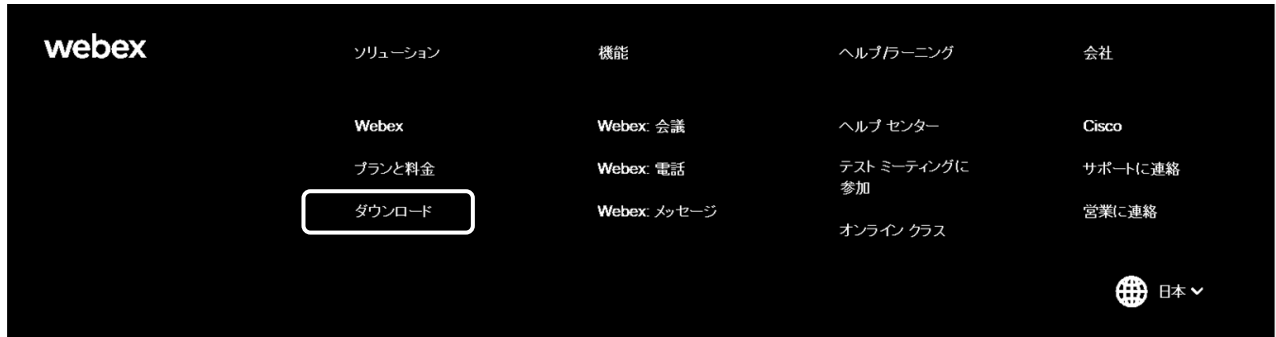 webex
ソリューション
機能
ヘルプ/ラーニング
会社
Webex
Webex: 会議
ヘルプ センター
Cisco
プランと料金
Webex: 電話
テスト ミーティングに
参加
サポートに連絡
ダウンロード
Webex: メッセージ
営業に連絡
オンライン クラス
日本